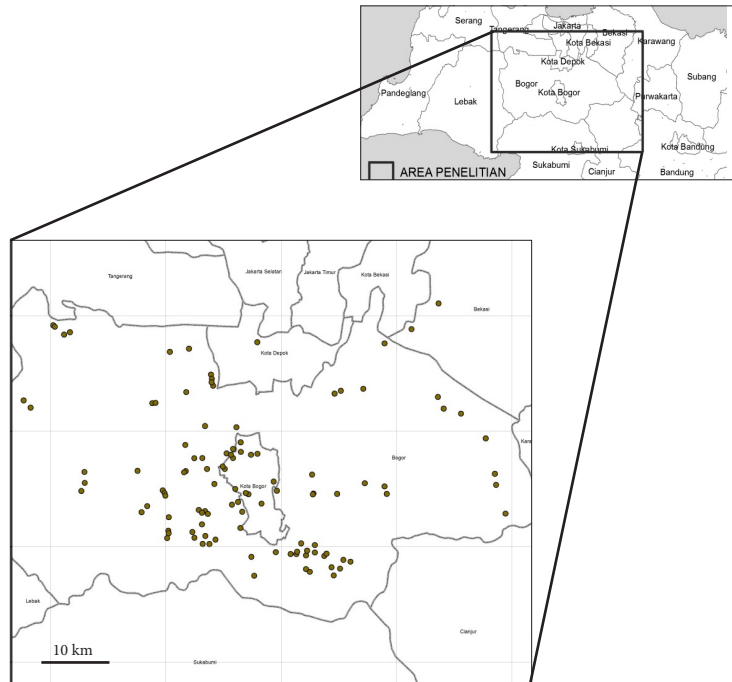 Serang
Tangerang
Jakarta
Bekasi
Kota Bekasi
Karawang
Kota Depok
Subang
Pandeglang
Lebak
Bogor
Kota Bogor
Purwakarta
Kota Sukabumi
Kota Bandung
Sukabumi
Cianjur
Bandung
AREA PENELITIAN
Tangerang
Jakarta Selatan
Jakarta Timur
Kota Bekasi
Bekasi
Kota Depok
Kara
Bogor
Kota Bogor
Lebak
Cianjur
10 km
Sukabumi